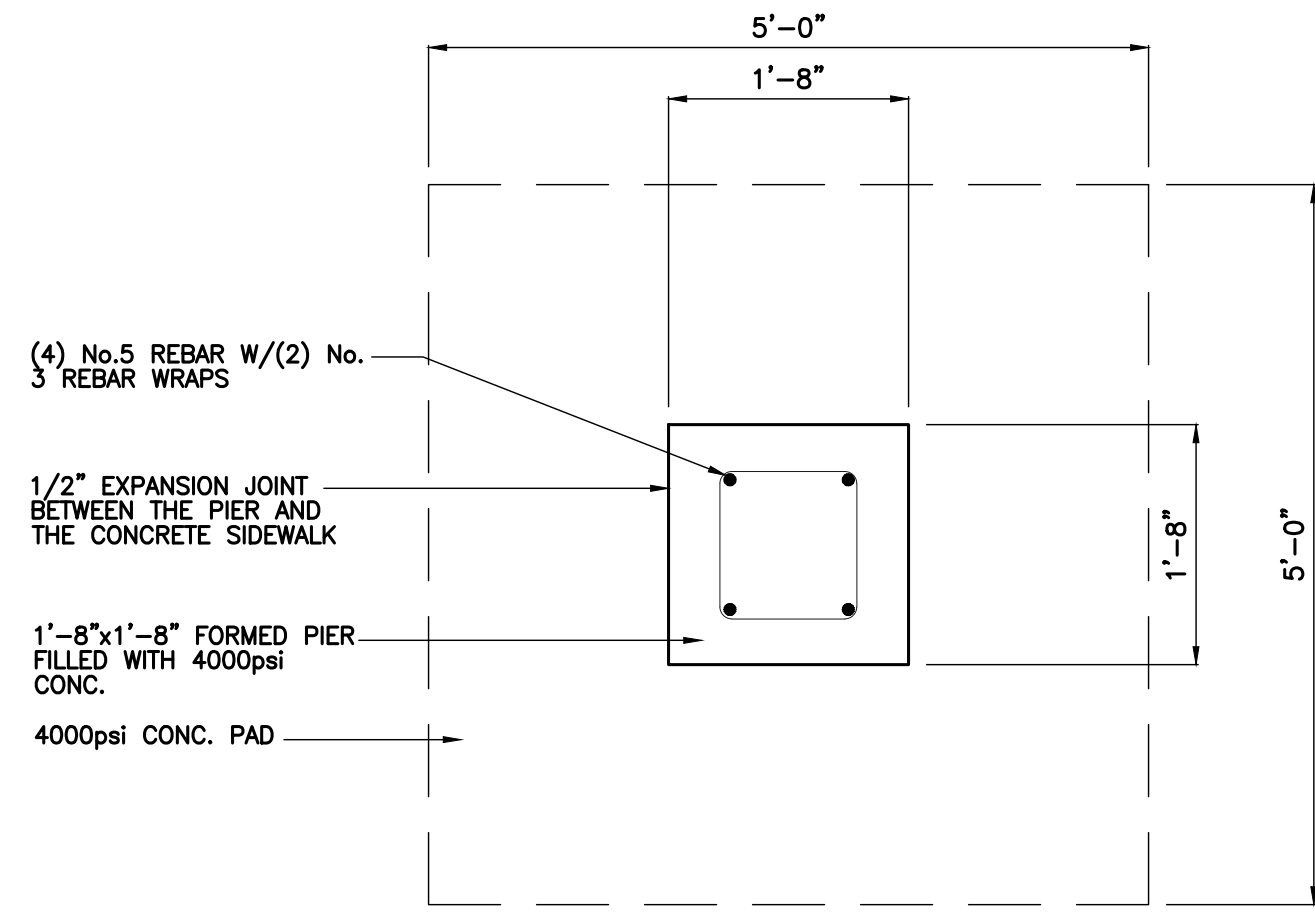 5'-0"
1'-8"
(4) No.5 REBAR W/(2) No.
3 REBAR WRAPS
1/2" EXPANSION JOINT
BETWEEN THE PIER AND
THE CONCRETE SIDEWALK
1'-8"
5'-0"
1'-8"x1'-8" FORMED PIER
FILLED WITH 4000psi
CONC.
4000psi CONC. PAD